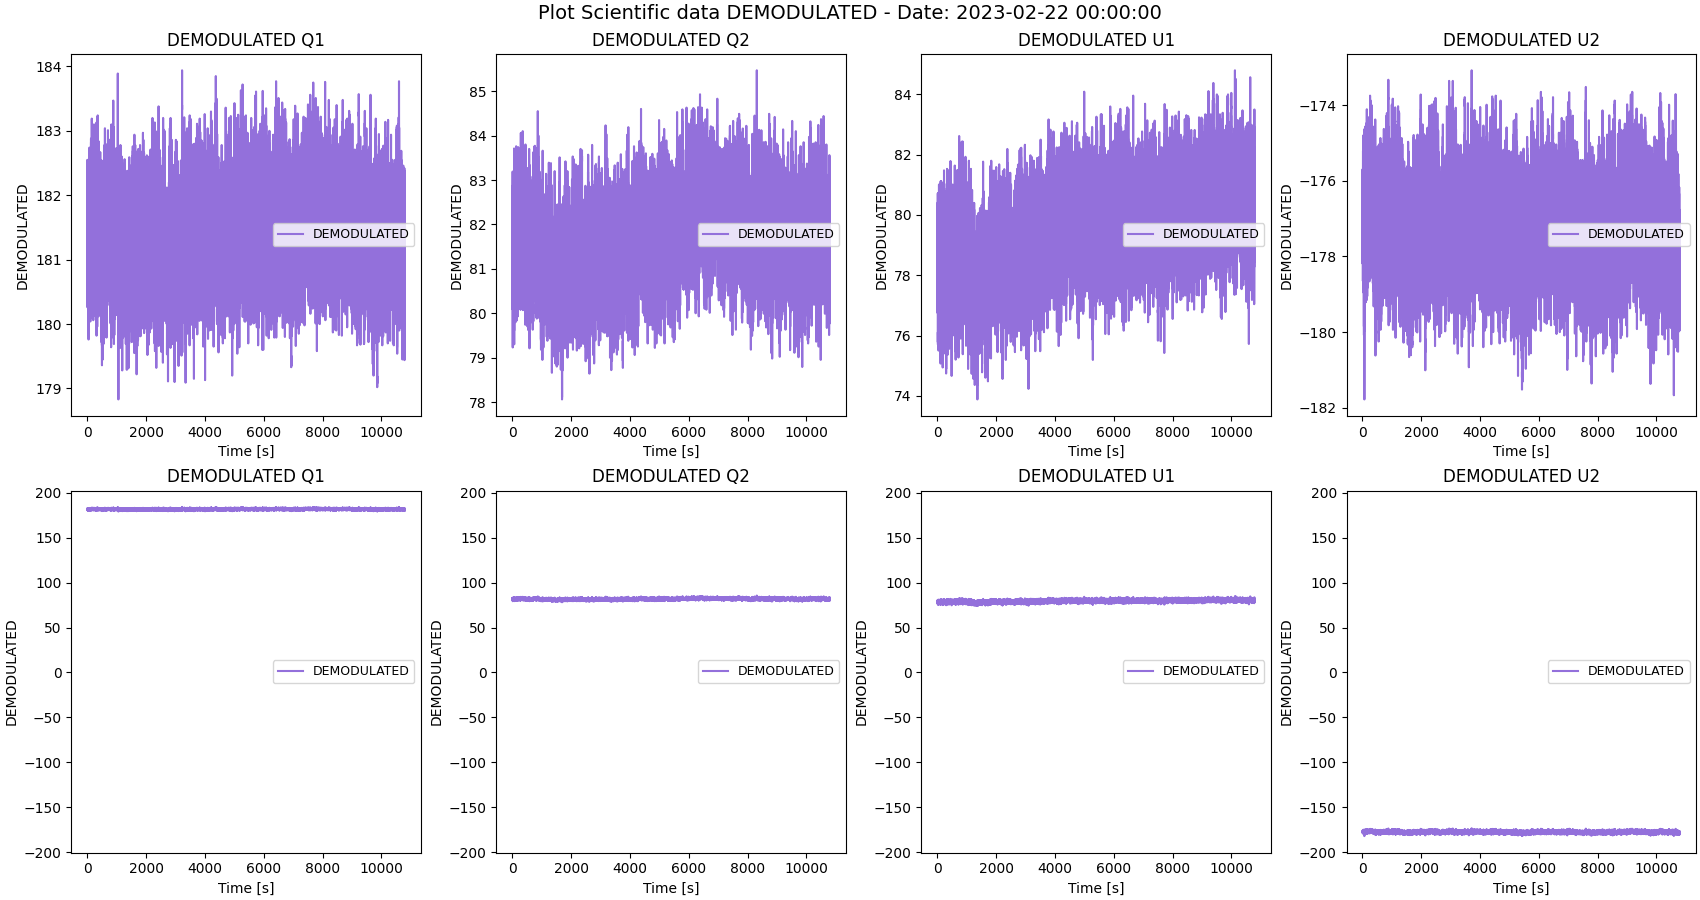 Plot Scientific data DEMODULATED - Date: 2023-02-22 00:00:00
DEMODULATED Q1
DEMODULATED Q2
DEMODULATED U1
DEMODULATED U2
184
183
182
181
180
179
DEMODULATED
DEMODULATED
0 2000 4000 6000 8000 10000
Time [s]
85
84
83
82
81
80
79
78
DEMODULATED
DEMODULATED
0 2000 4000 6000 8000 10000
Time [s]
84
82
80
78
76
74
DEMODULATED
DEMODULATED
0 2000 4000 6000 8000 10000
Time [s]
−174
−176
−178
−180
−182
DEMODULATED
DEMODULATED
0 2000 4000 6000 8000 10000
Time [s]
DEMODULATED Q1
DEMODULATED Q2
DEMODULATED U1
DEMODULATED U2
200
150
100
50
0
−50
−100
−150
−200
DEMODULATED
DEMODULATED
0 2000 4000 6000 8000 10000
Time [s]
200
150
100
50
0
−50
−100
−150
−200
DEMODULATED
DEMODULATED
0 2000 4000 6000 8000 10000
Time [s]
200
150
100
50
0
−50
−100
−150
−200
DEMODULATED
DEMODULATED
0 2000 4000 6000 8000 10000
Time [s]
200
150
100
50
0
−50
−100
−150
−200
DEMODULATED
DEMODULATED
0 2000 4000 6000 8000 10000
Time [s]